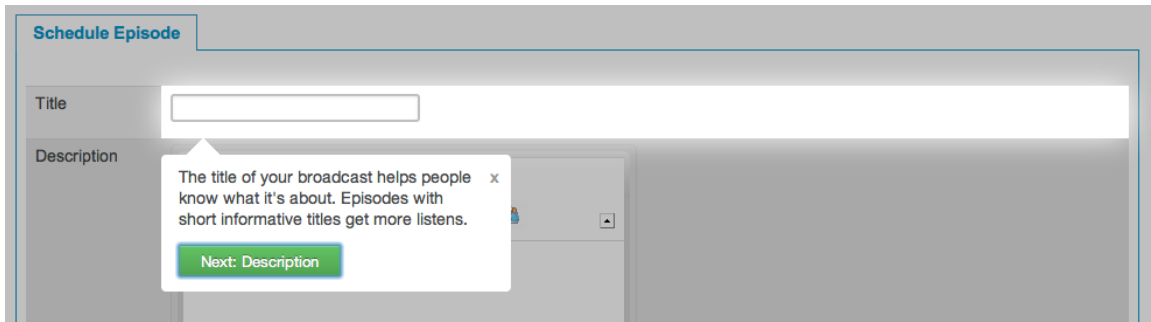 Schedule Episode
Title
Description
The title of your broadcast helps people
know what it's about. Episodes with
short informative titles get more listens.
x
Next: Description